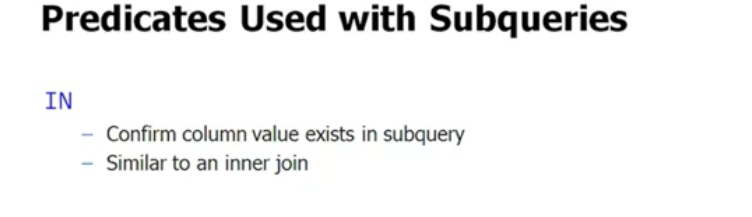 Predicates Used with Subqueries
IN
– Confirm column value exists in subquery
– Similar to an inner join